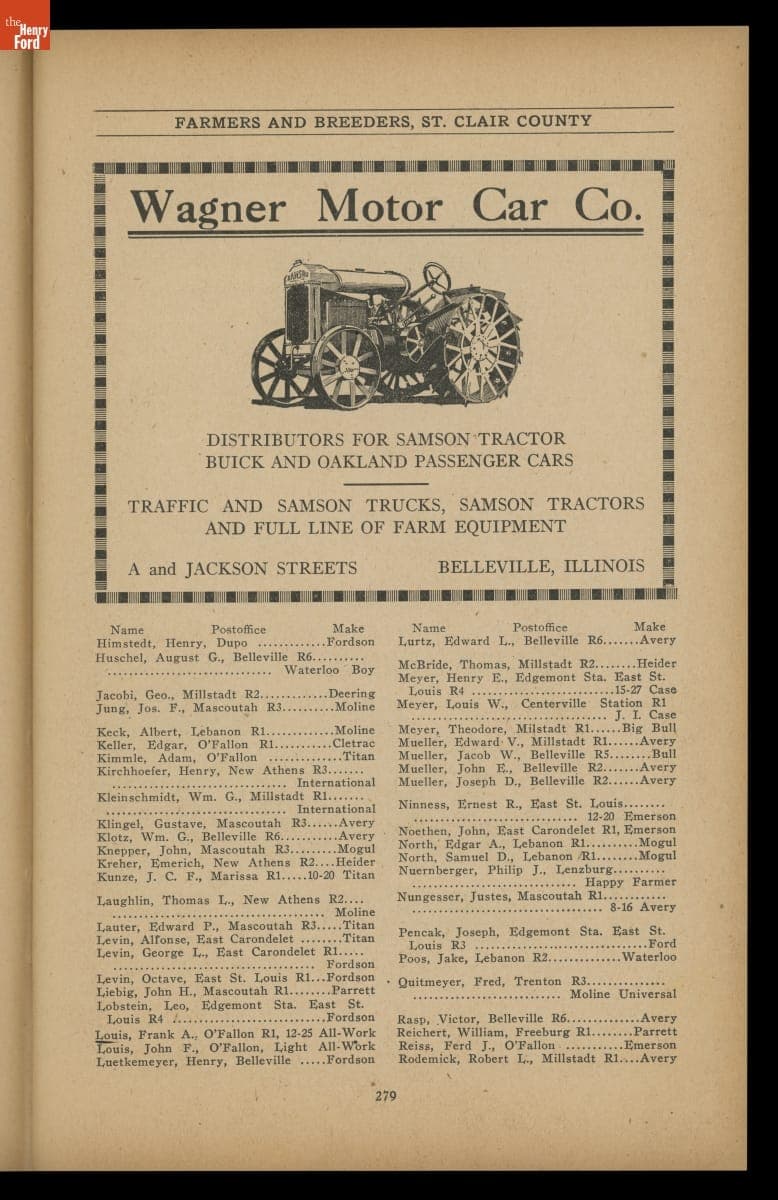 the
Henry
Ford
FARMERS AND BREEDERS, ST. CLAIR COUNTY
Wagner Motor Car Co.
SAMSON
DISTRIBUTORS FOR SAMSON TRACTOR
BUICK AND OAKLAND PASSENGER CARS
TRAFFIC AND SAMSON TRUCKS, SAMSON TRACTORS
AND FULL LINE OF FARM EQUIPMENT
A and JACKSON STREETS BELLEVILLE, ILLINOIS
Name Postoffice Make
Himstedt, Henry, Dupo .............Fordson
Huschel, August G., Belleville R6..........
............................... Waterloo Boy
Jacobi, Geo., Millstadt R2.............Deering
Jung, Jos. F., Mascoutah R3..........Moline
Keck, Albert, Lebanon R1.............Moline
Keller, Edgar, O'Fallon R1...........Cletrac
Kimmle, Adam, O'Fallon ..............Titan
Kirchhoefer, Henry, New Athens R3.......
................................. International
Kleinschmidt, Wm. G., Millstadt R1.......
................................. International
Klingel, Gustave, Mascoutah R3......Avery
Klotz, Wm. G., Belleville R6...........Avery
Knepper, John, Mascoutah R3.........Mogul
Kreher, Emerich, New Athens R2....Heider
Kunze, J. C. F., Marissa R1.....10-20 Titan
Laughlin, Thomas L., New Athens R2....
........................................ Moline
Lauter, Edward P., Mascoutah R3.....Titan
Levin, Alfonse, East Carondelet ........Titan
Levin, George L., East Carondelet R1.....
...................................... Fordson
Levin, Octave, East St. Louis R1...Fordson
Liebig, John H., Mascoutah R1........Parrett
Lobstein, Leo, Edgemont Sta. East St.
Louis R4 ............................Fordson
Louis, Frank A., O'Fallon R1, 12-25 All-Work
Louis, John F., O'Fallon, Light All-Work
Luetkemeyer, Henry, Belleville .....Fordson
Name Postoffice Make
Lurtz, Edward L., Belleville R6.......Avery
McBride, Thomas, Millstadt R2........Heider
Meyer, Henry E., Edgemont Sta. East St.
Louis R4 ...........................15-27 Case
Meyer, Louis W., Centerville Station R1
..................................... J. I. Case
Meyer, Theodore, Milstadt R1......Big Bull
Mueller, Edward V., Millstadt R1......Avery
Mueller, Jacob W., Belleville R5........Bull
Mueller, John E., Belleville R2.......Avery
Mueller, Joseph D., Belleville R2......Avery
Ninness, Ernest R., East St. Louis........
............................... 12-20 Emerson
Noethen, John, East Carondelet R1, Emerson
North, Edgar A., Lebanon R1..........Mogul
North, Samuel D., Lebanon R1........Mogul
Nuernberger, Philip J., Lenzburg..........
............................... Happy Farmer
Nungesser, Justes, Mascoutah R1............
.................................... 8-16 Avery
Pencak, Joseph, Edgemont Sta. East St.
Louis R3 .................................Ford
Poos, Jake, Lebanon R2..............Waterloo
Quitmeyer, Fred, Trenton R3...............
............................ Moline Universal
Rasp, Victor, Belleville R6..............Avery
Reichert, William, Freeburg R1........Parrett
Reiss, Ferd J., O'Fallon ...........Emerson
Rodemick, Robert L., Millstadt R1....Avery
279